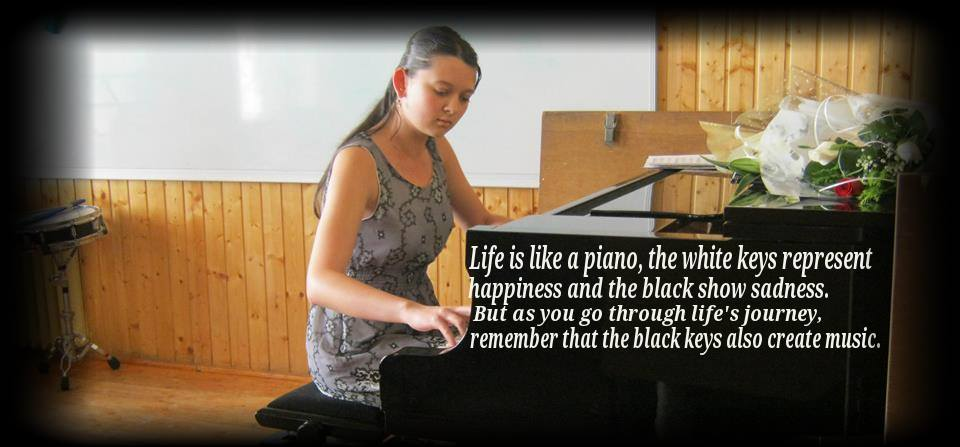 Life is like a piano, the white keys represent
happiness and the black show sadness.
But as you go through life's journey,
remember that the black keys also create music.